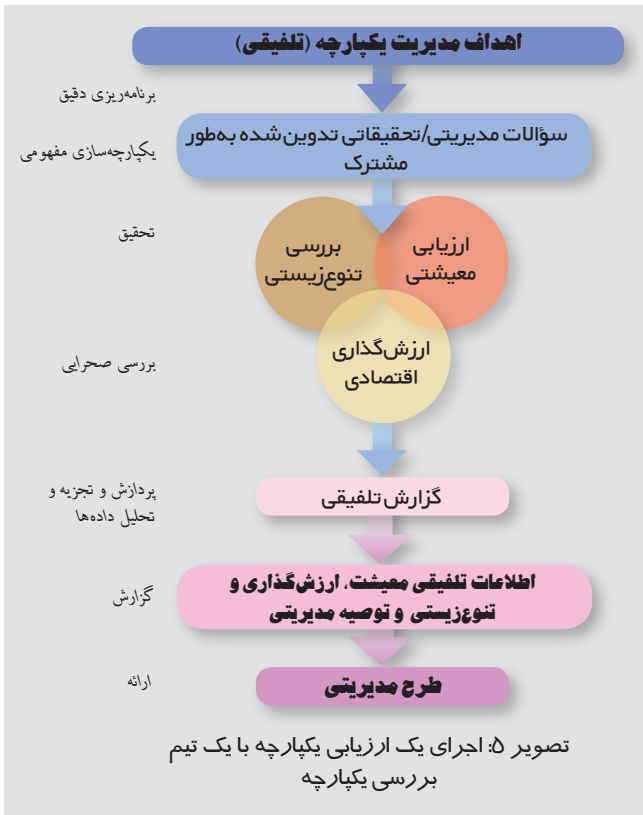 اهداف مدیریت یکپارچه (تلفیقی)
برنامه‌ریزی دقیق
سؤالات مدیریتی/تحقیقاتی تدوین‌شده به‌طور
مشترک
یکپارچه‌سازی مفهومی
تحقیق
ارزیابی
معیشتی
بررسی
تنوع‌زیستی
ارزش‌گذاری
اقتصادی
بررسی صحرایی
گزارش تلفیقی
پردازش و تجزیه و
تحلیل داده‌ها
اطلاعات تلفیقی معیشت، ارزش‌گذاری و
تنوع‌زیستی و توصیه مدیریتی
گزارش
طرح مدیریتی
ارائه
تصویر ۵: اجرای یک ارزیابی یکپارچه با یک تیم
بررسی یکپارچه